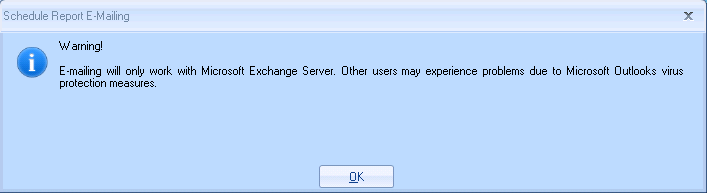 Schedule Report E-Mailing
Warning!
E-mailing will only work with Microsoft Exchange Server. Other users may experience problems due to Microsoft Outlooks virus
protection measures.
OK